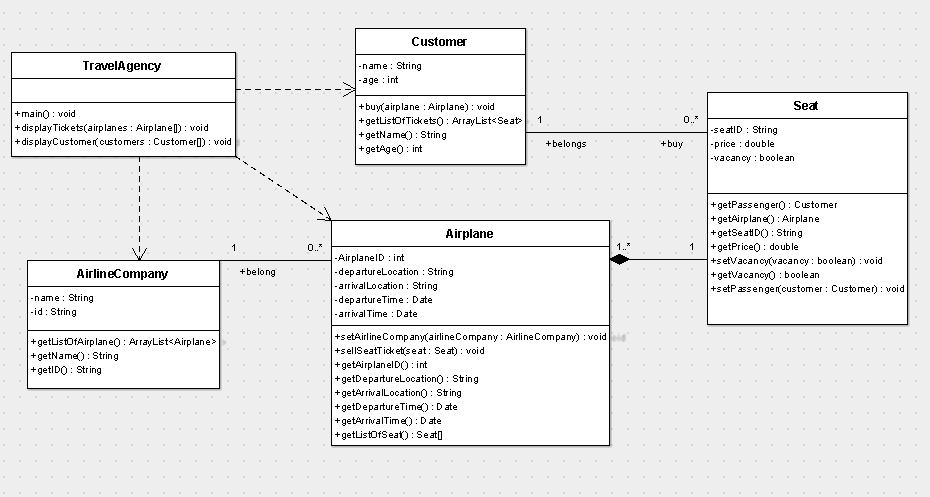 TravelAgency
+main() : void
+displayTickets(airplanes : Airplane[]) : void
+displayCustomer(customers : Customer[]) : void
Customer
-name : String
-age : int
+buy(airplane : Airplane) : void
+getListOfTickets() : ArrayList<Seat>
+getName() : String
+getAge() : int
1
0..*
+belongs
+buy
Seat
-seatID : String
-price : double
-vacancy : boolean
+getPassenger() : Customer
+getAirplane() : Airplane
+getSeatID() : String
+getPrice() : double
+setVacancy(vacancy : boolean) : void
+getVacancy() : boolean
+setPassenger(customer : Customer) : void
AirlineCompany
-name : String
-id : String
+getListOfAirplane() : ArrayList<Airplane>
+getName() : String
+getID() : String
1
0..*
+belong
Airplane
-AirplaneID : int
-departureLocation : String
-arrivalLocation : String
-departureTime : Date
-arrivalTime : Date
+setAirlineCompany(airlineCompany : AirlineCompany) : void
+sellSeatTicket(seat : Seat) : void
+getAirplaneID() : int
+getDepartureLocation() : String
+getArrivalLocation() : String
+getDepartureTime() : Date
+getArrivalTime() : Date
+getListOfSeat() : Seat[]
1..*
1